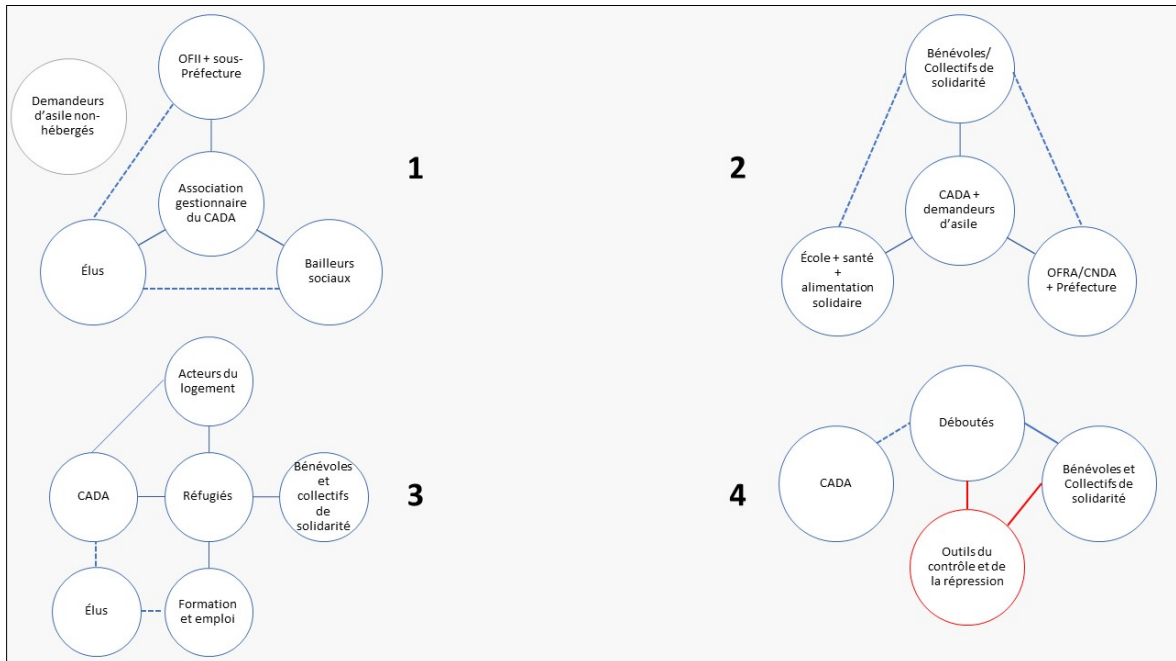 OFII + sous-
Préfecture
Demandeurs
d'asile non-
hébergés
Association
gestionnaire
du CADA
Élus
Bailleurs
sociaux
1
Bénévoles/
Collectifs de
solidarité
2
CADA +
demandeurs
d'asile
École + santé
+
alimentation
solidaire
OFRA/CNDA
+ Préfecture
Acteurs du
logement
CADA
Réfugiés
Bénévoles
et
collectifs
de
solidarité
3
Élus
Formation
et emploi
Déboutés
4
CADA
Bénévoles et
Collectifs de
solidarité
Outils du
contrôle et de
la répression